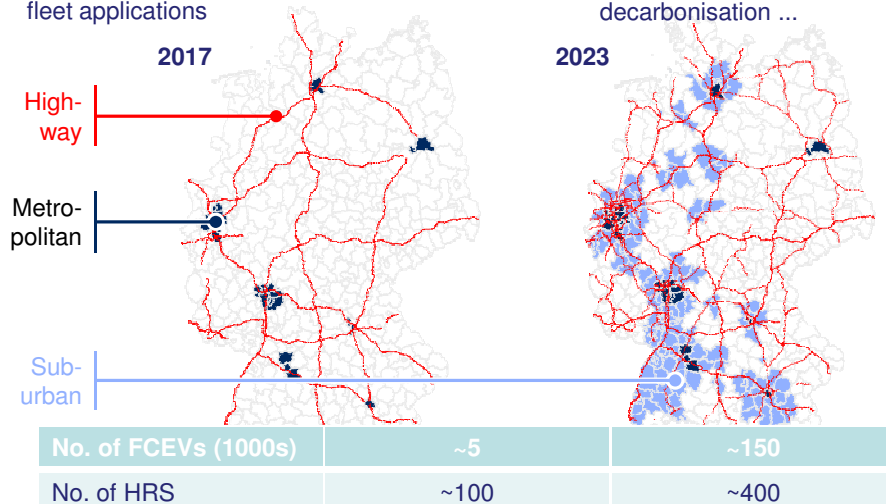 fleet applications
decarbonisation ...
2017
2023
High-
way
Metro-
politan
Sub-
urban
No. of FCEVs (1000s) ~5 ~150
No. of HRS ~100 ~400